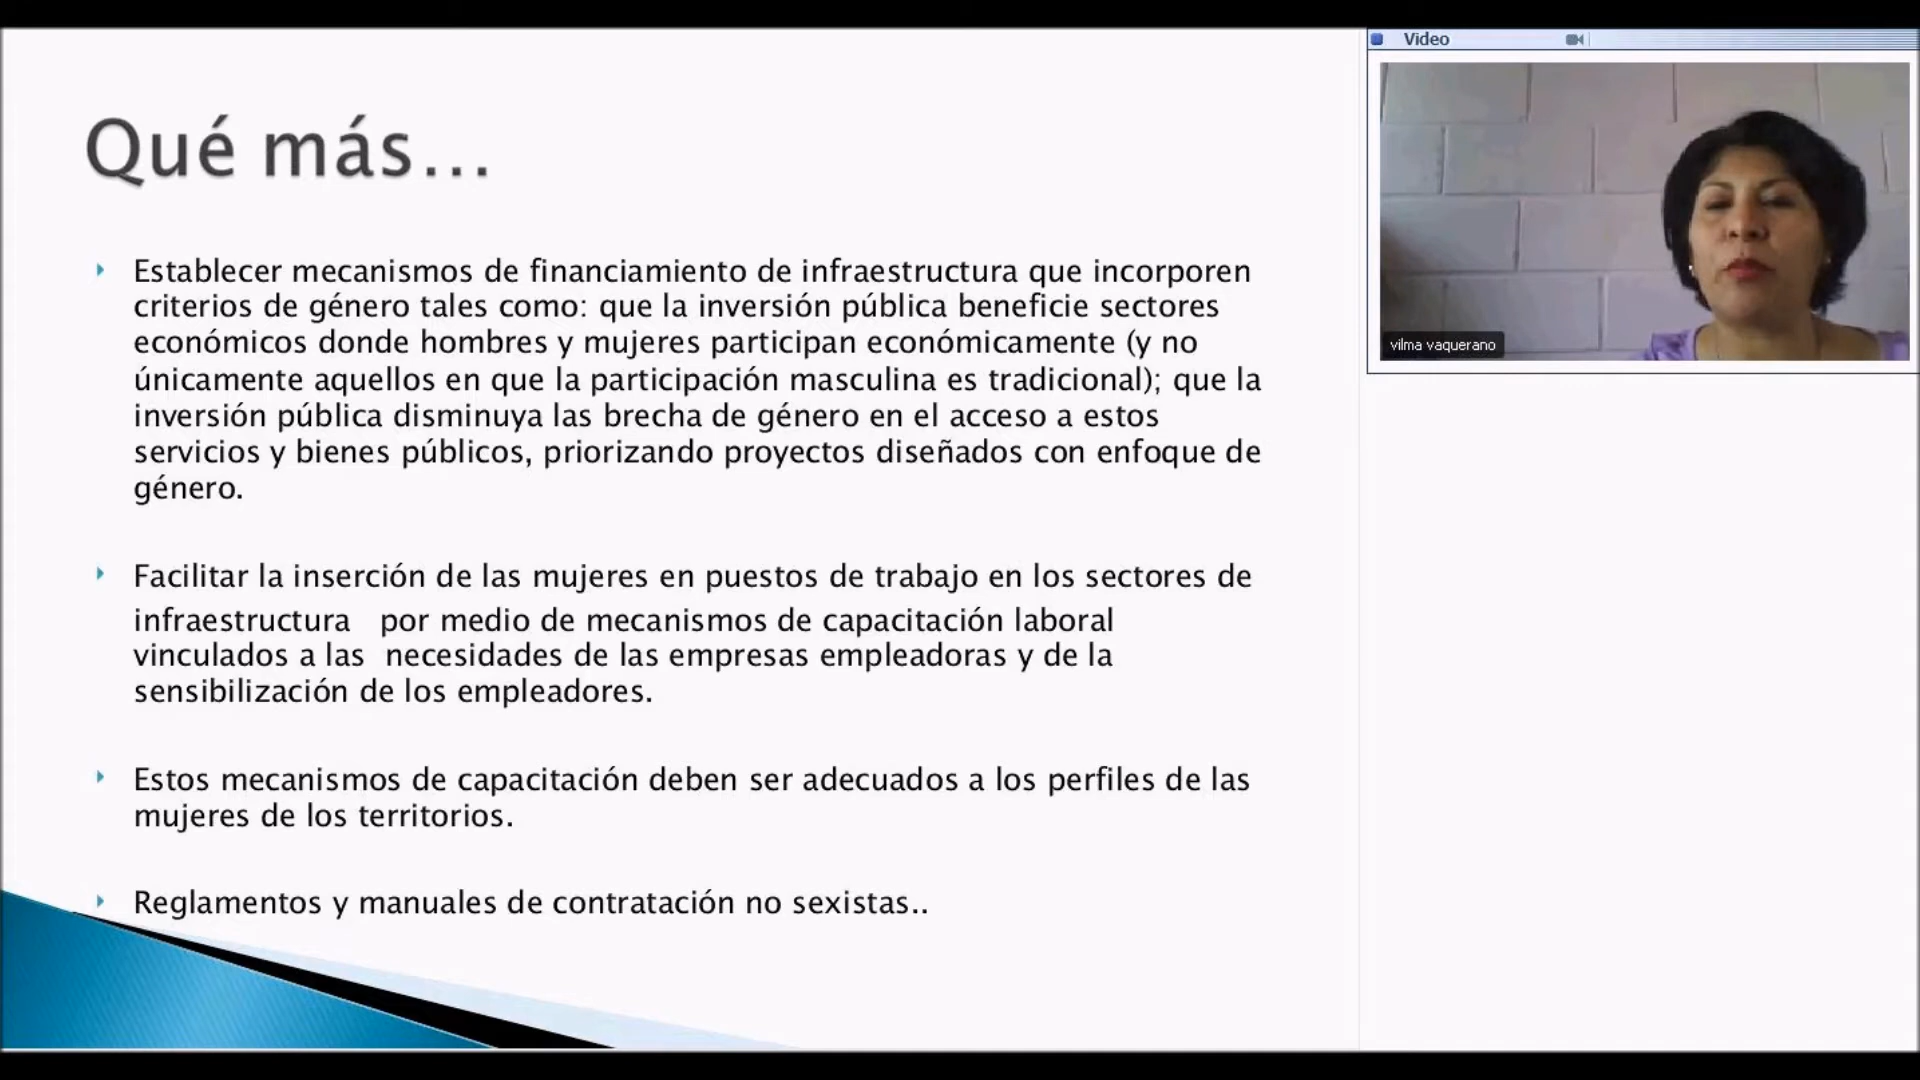 Qué más...
Establecer mecanismos de financiamiento de infraestructura que incorporen
criterios de género tales como: que la inversión pública beneficie sectores
económicos donde hombres y mujeres participan económicamente (y no
únicamente aquellos en que la participación masculina es tradicional); que la
inversión pública disminuya las brecha de género en el acceso a estos
servicios y bienes públicos, priorizando proyectos diseñados con enfoque de
género.
Facilitar la inserción de las mujeres en puestos de trabajo en los sectores de
infraestructura por medio de mecanismos de capacitación laboral
vinculados a las necesidades de las empresas empleadoras y de la
sensibilización de los empleadores.
Estos mecanismos de capacitación deben ser adecuados a los perfiles de las
mujeres de los territorios.
Reglamentos y manuales de contratación no sexistas..
Video
vilma vaquerano